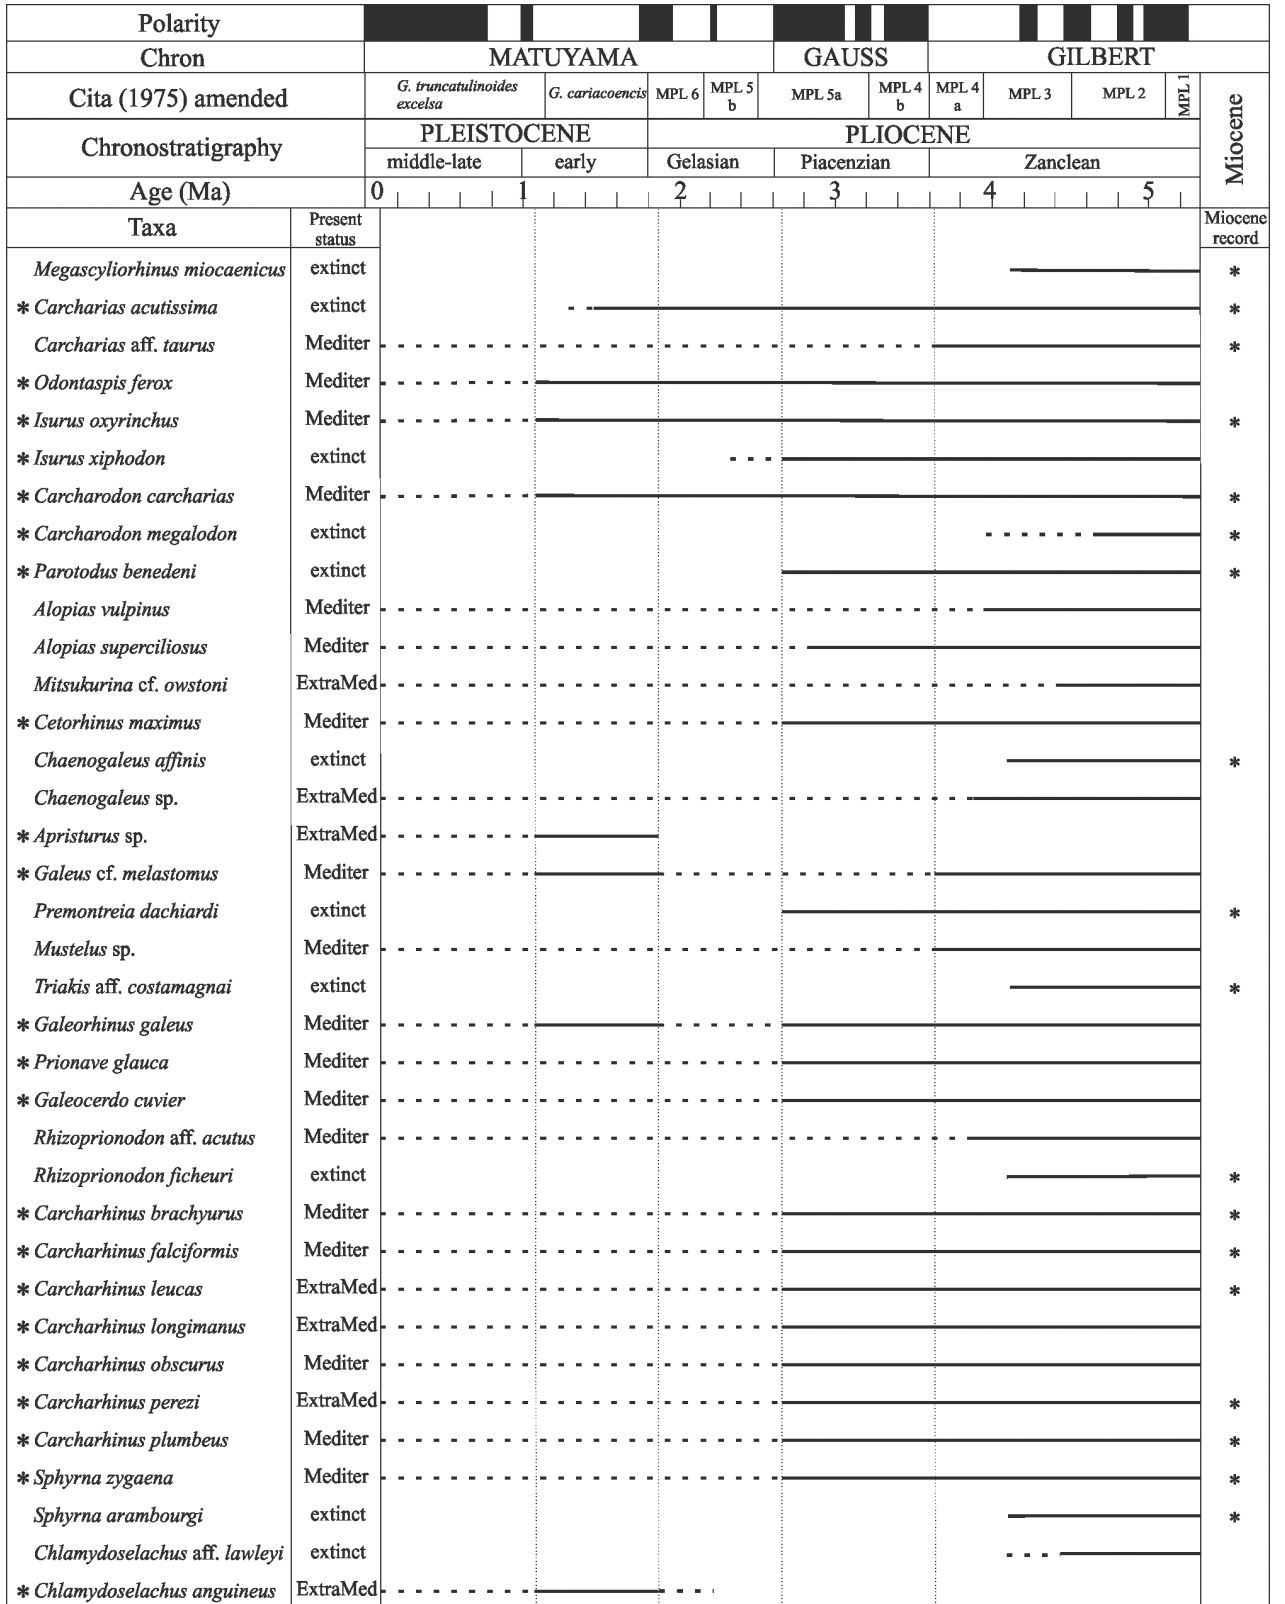 Polarity
Chron MATUYAMA GAUSS GILBERT
Cita (1975) amended G. truncatulinoides excelsa G. cariacoencis MPL 6 MPL 5 b MPL 5a MPL 4 b MPL 4 a MPL 3 MPL 2 MPL 1
Miocene
Chronostratigraphy PLEISTOCENE PLIOCENE
middle-late early Gelasian Piacenzian Zanclean
Age (Ma) 0 1 2 3 4 5
Taxa Present status Miocene record
Megascyliorhinus miocaenicus extinct *
* Carcharias acutissima extinct *
Carcharias aff. taurus Mediter *
* Odontaspis ferox Mediter
* Isurus oxyrinchus Mediter *
* Isurus xiphodon extinct
* Carcharodon carcharias Mediter *
* Carcharodon megalodon extinct *
* Parotodus benedeni extinct *
Alopias vulpinus Mediter
Alopias superciliosus Mediter
Mitsukurina cf. owstoni ExtraMed
* Cetorhinus maximus Mediter
Chaenogaleus affinis extinct *
Chaenogaleus sp. ExtraMed
* Apristurus sp. ExtraMed
* Galeus cf. melastomus Mediter
Premontreia dachiardi extinct *
Mustelus sp. Mediter
Triakis aff. costamagnai extinct *
* Galeorhinus galeus Mediter
* Prionave glauca Mediter
* Galeocerdo cuvier Mediter
Rhizoprionodon aff. acutus Mediter
Rhizoprionodon ficheuri extinct *
* Carcharhinus brachyurus Mediter *
* Carcharhinus falciformis Mediter *
* Carcharhinus leucas ExtraMed *
* Carcharhinus longimanus ExtraMed
* Carcharhinus obscurus Mediter
* Carcharhinus perezi ExtraMed *
* Carcharhinus plumbeus Mediter *
* Sphyrna zygaena Mediter *
Sphyrna arambourgi extinct *
Chlamydoselachus aff. lawleyi extinct
* Chlamydoselachus anguineus ExtraMed